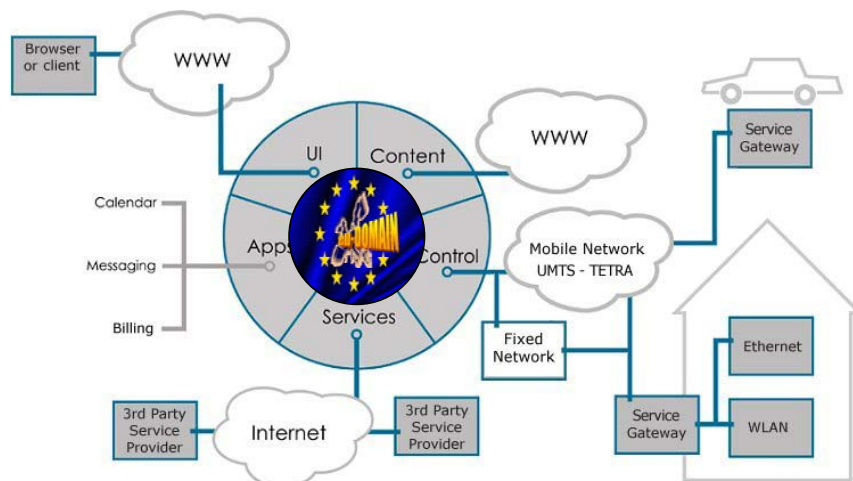 Browser
or client
WWW
UI
Content
WWW
Service
Gateway
Calendar
Apps
DOMAIN
Control
Mobile Network
UMTS - TETRA
Messaging
Services
Billing
Fixed
Network
Ethernet
3rd Party
Service
Provider
Internet
3rd Party
Service
Provider
Service
Gateway
WLAN